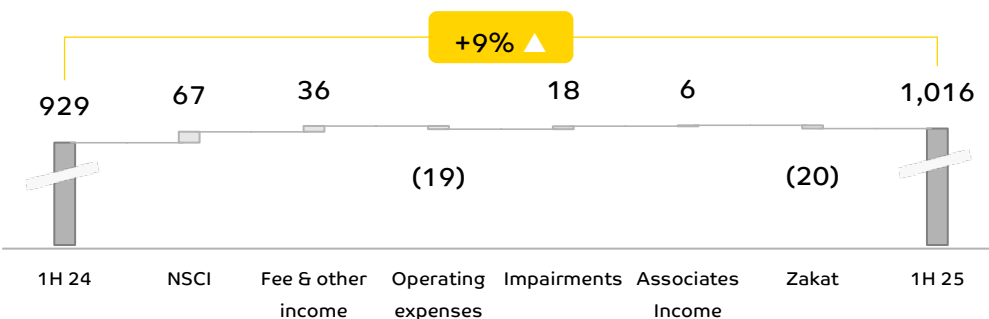 +9% ▲
929
67
36
18
6
1,016
(19)
(20)
1H 24
NSCI
Fee & other
income
Operating
expenses
Impairments
Associates
Income
Zakat
1H 25